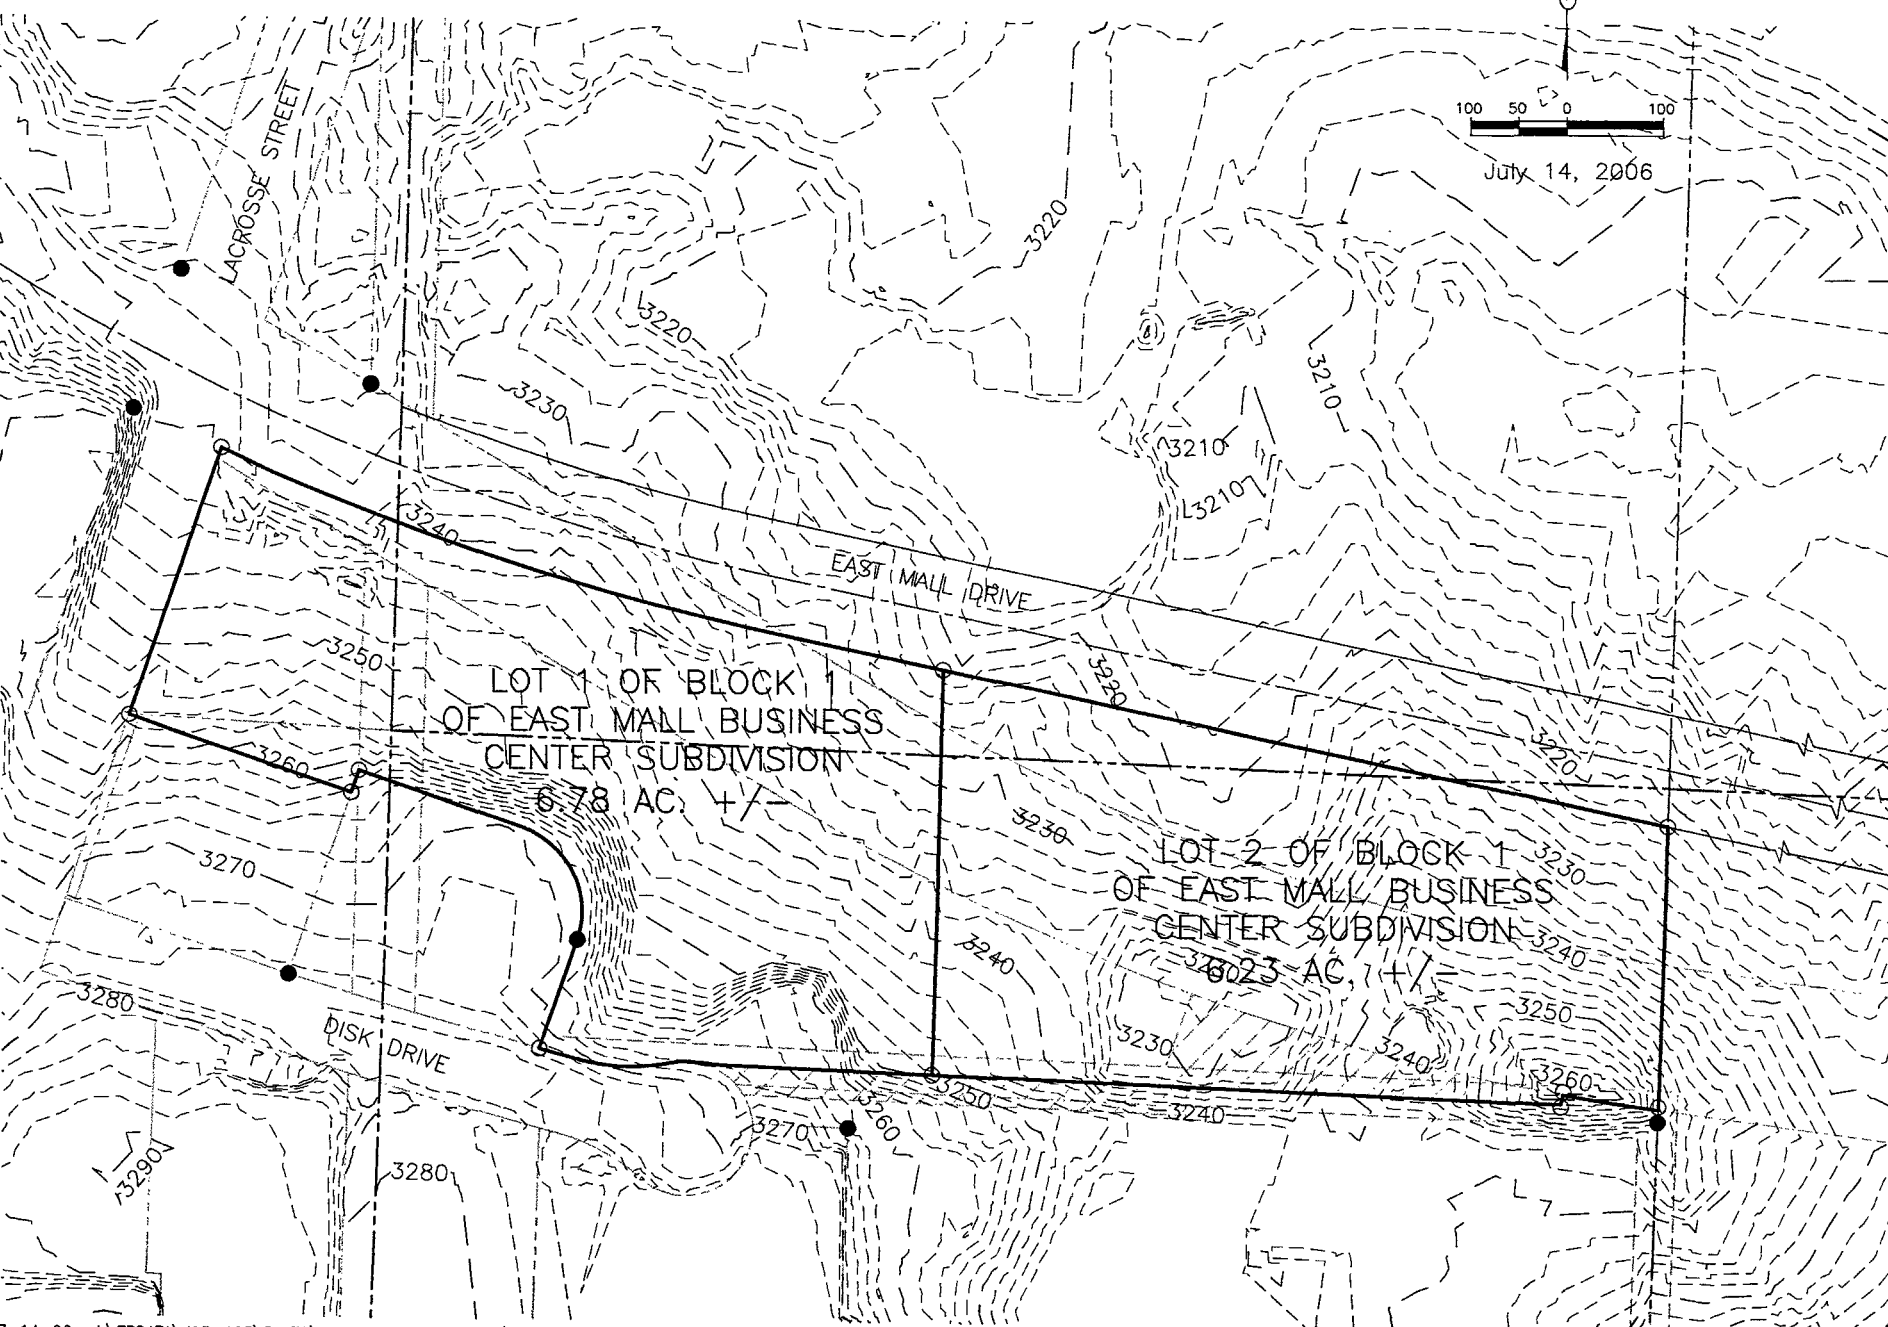 100 50 0 100
July 14, 2006
LACROSSE STREET
3220
3220
3230
3210
3210
3210
3240
EAST MALL DRIVE
3250
3220
3220
LOT 1 OF BLOCK 1
OF EAST MALL BUSINESS
CENTER SUBDIVISION
6.78 AC. +/-
3260
3230
3270
LOT 2 OF BLOCK 1
OF EAST MALL BUSINESS
CENTER SUBDIVISION
AC. +/-
3230
3240
3240
3280
3250
DISK DRIVE
3230
3240
3260
3250
3240
3270
3260
3290
3280